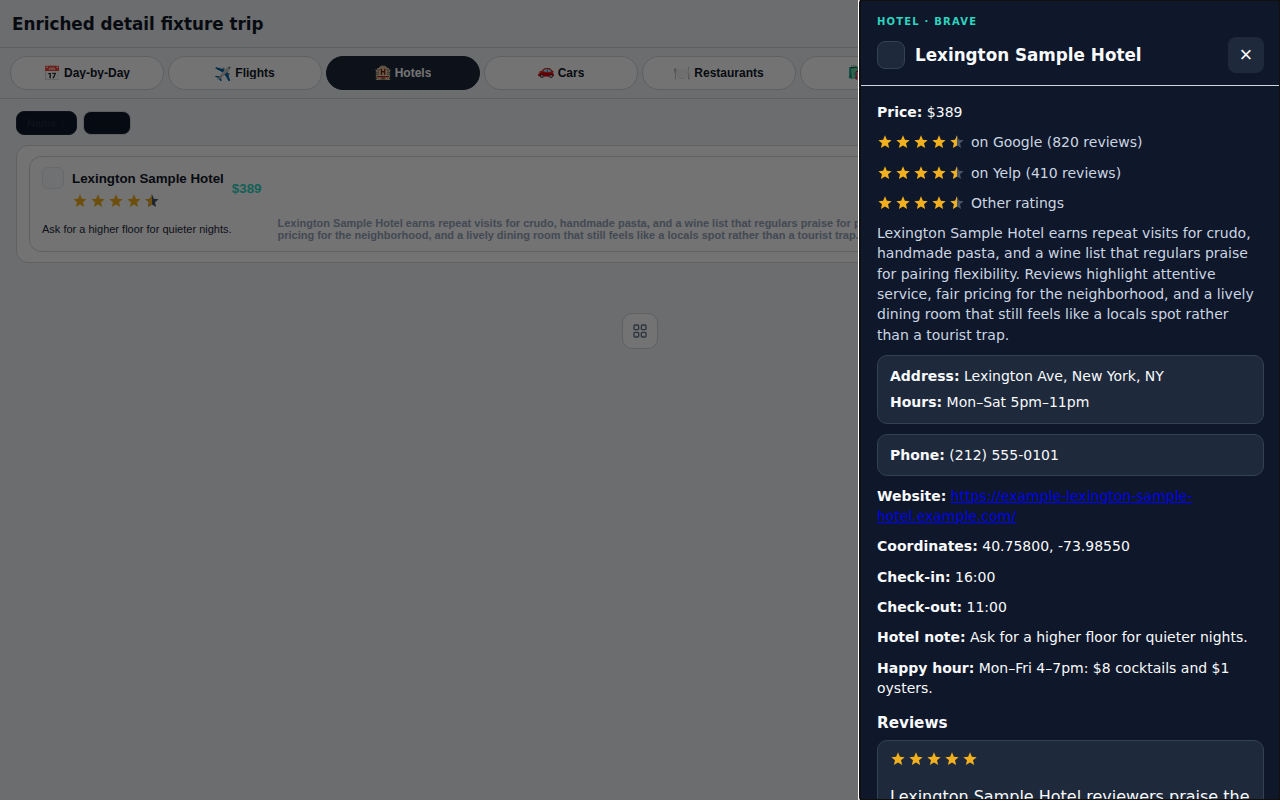 Enriched detail fixture trip
Day-by-Day
Flights
Hotels
Cars
Restaurants
Lexington Sample Hotel
$389
Ask for a higher floor for quieter nights.
Lexington Sample Hotel earns repeat visits for crudo, handmade pasta, and a wine list that regulars praise for p
pricing for the neighborhood, and a lively dining room that still feels like a locals spot rather than a tourist trap.
HOTEL · BRAVE
Lexington Sample Hotel
Price: $389
on Google (820 reviews)
on Yelp (410 reviews)
Other ratings
Lexington Sample Hotel earns repeat visits for crudo,
handmade pasta, and a wine list that regulars praise
for pairing flexibility. Reviews highlight attentive
service, fair pricing for the neighborhood, and a lively
dining room that still feels like a locals spot rather
than a tourist trap.
Address: Lexington Ave, New York, NY
Hours: Mon–Sat 5pm–11pm
Phone: (212) 555-0101
Website: https://example-lexington-sample-
hotel.example.com/
Coordinates: 40.75800, -73.98550
Check-in: 16:00
Check-out: 11:00
Hotel note: Ask for a higher floor for quieter nights.
Happy hour: Mon–Fri 4–7pm: $8 cocktails and $1
oysters.
Reviews
Lexington Sample Hotel reviewers praise the